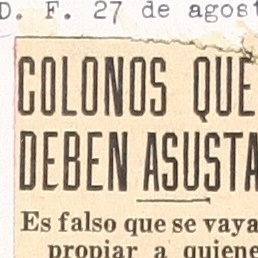 D. F. 27 de agost
COLONOS QUE
DEBEN ASUSTA
Es falso que se vaya
propiar a quiene